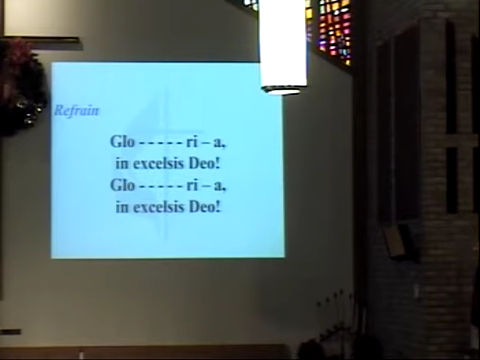 Refrain
Glo - - - - - ri – a,
in excelsis Deo!
Glo - - - - - ri – a,
in excelsis Deo!